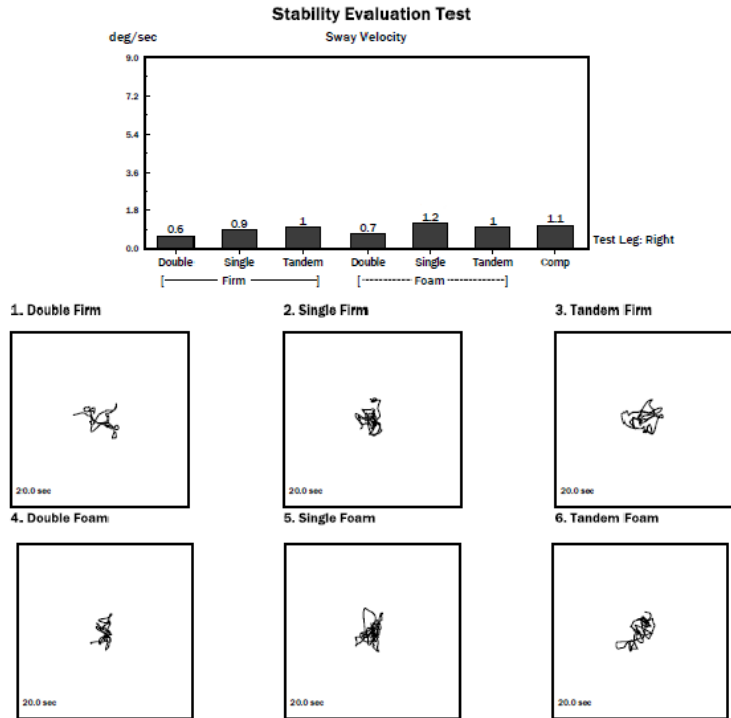 Stability Evaluation Test
deg/sec
Sway Velocity
9.0
7.2
5.4
3.6
1.8
0.0
0.6
0.9
1
0.7
1.2
1
1.1
Test Leg: Right
Double Single Tandem Double Single Tandem Comp
[ Firm ] [ Foam ]
1. Double Firm
2. Single Firm
3. Tandem Firm
20.0 sec
20.0 sec
20.0 sec
4. Double Foam
5. Single Foam
6. Tandem Foam
20.0 sec
20.0 sec
20.0 sec